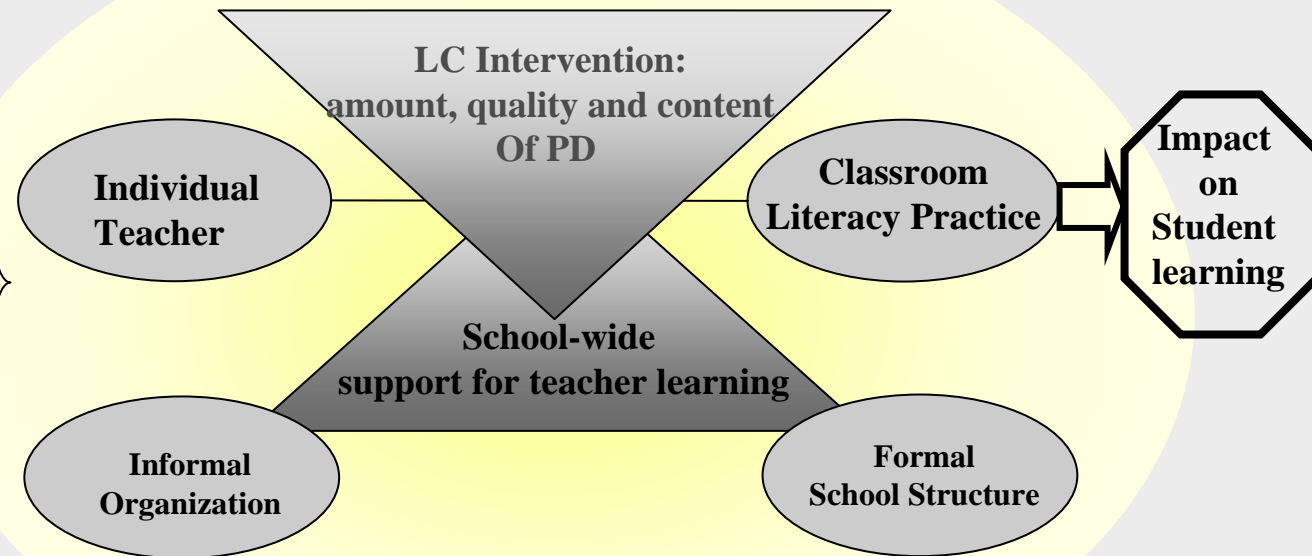 LC Intervention:
amount, quality and content
Of PD
Individual
Teacher
Classroom
Literacy Practice
Impact
on
Student
learning
School-wide
support for teacher learning
Informal
Organization
Formal
School Structure